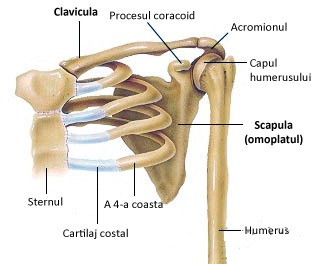 Clavicula
Procesul coracoid
Acromionul
Capul
humerusului
Scapula
(omoplatul)
Sternul
A 4-a coasta
Cartilaj costal
Humerus